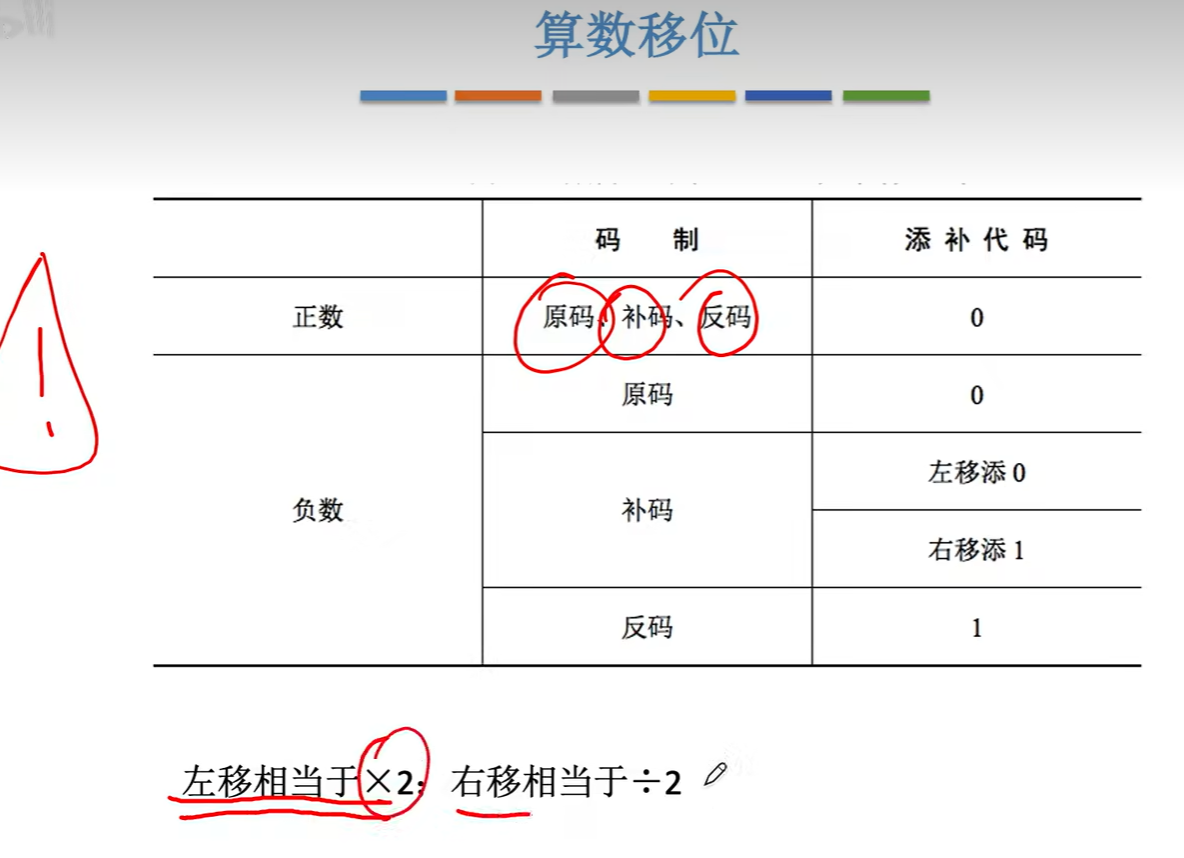 算数移位
码 制
添 补 代 码
正数
原码、补码、反码
0
负数
原码
0
补码
左移添 0
右移添 1
反码
1
左移相当于×2；右移相当于÷2